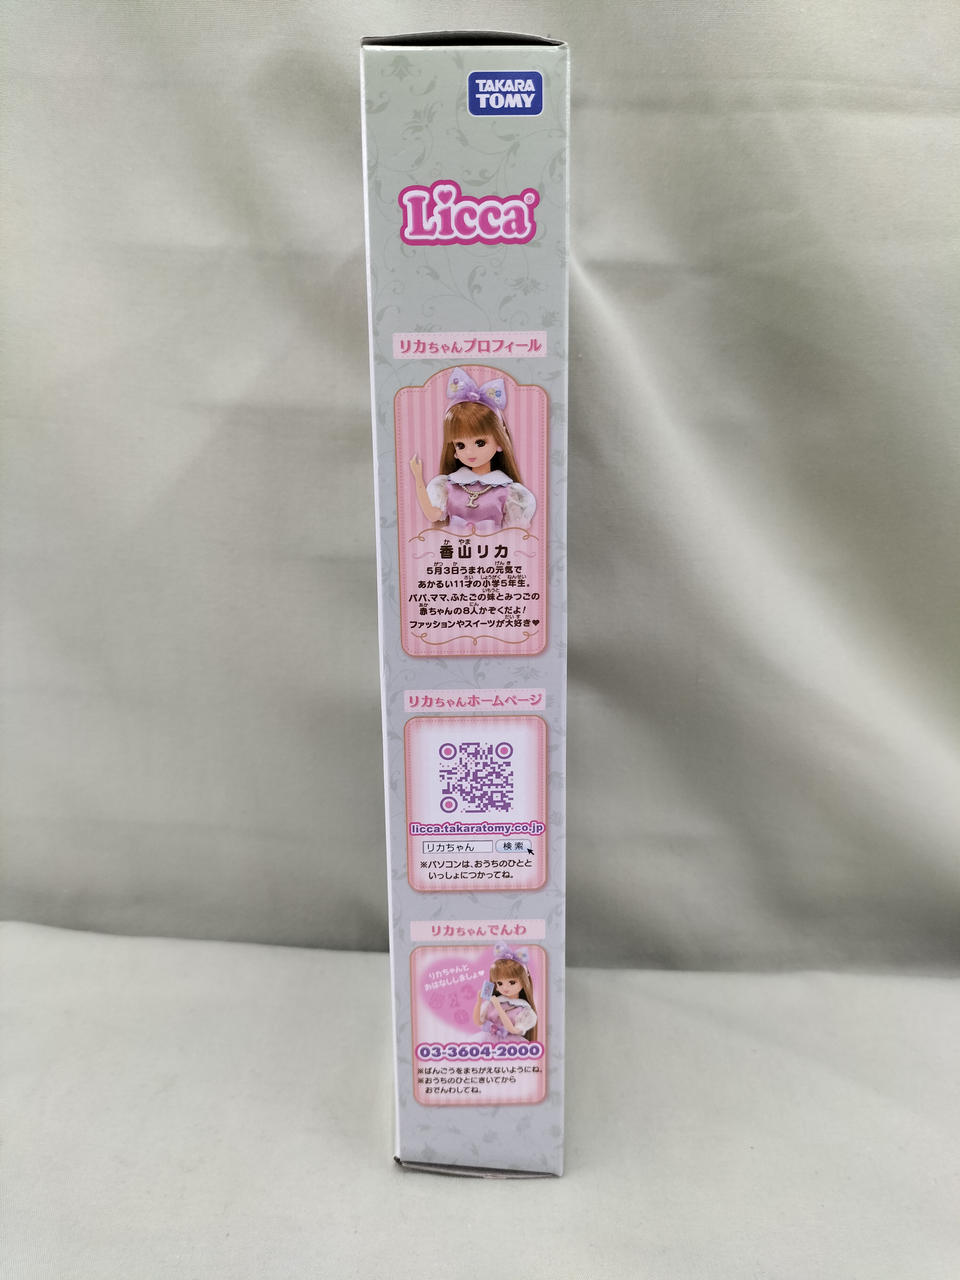 TAKARA
TOMY
Licca®
リカちゃんプロフィール
香山リカ
5月3日うまれの元気で
あかるい11才の小学5年生。
パパ、ママ、ふたごの妹とみつごの
赤ちゃんの8人かぞくだよ!
ファッションやスイーツが大好き♥
リカちゃんホームページ
licca.takaratomy.co.jp
リカちゃん 検索
※パソコンは、おうちのひとと
いっしょにつかってね。
リカちゃんでんわ
リカちゃんと
おはなししましょ♥
03-3604-2000
※ばんごうをまちがえないようにね。
※おうちのひとにきいてから
おでんわしてね。